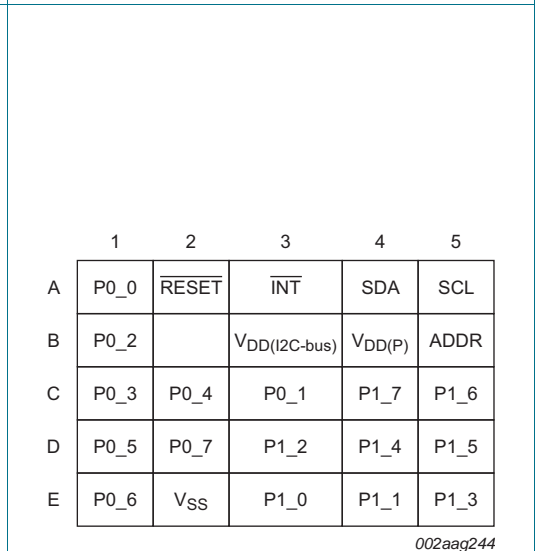 1 2 3 4 5
A P0_0 RESET INT SDA SCL
B P0_2 VDD(I2C-bus) VDD(P) ADDR
C P0_3 P0_4 P0_1 P1_7 P1_6
D P0_5 P0_7 P1_2 P1_4 P1_5
E P0_6 VSS P1_0 P1_1 P1_3
002aag244